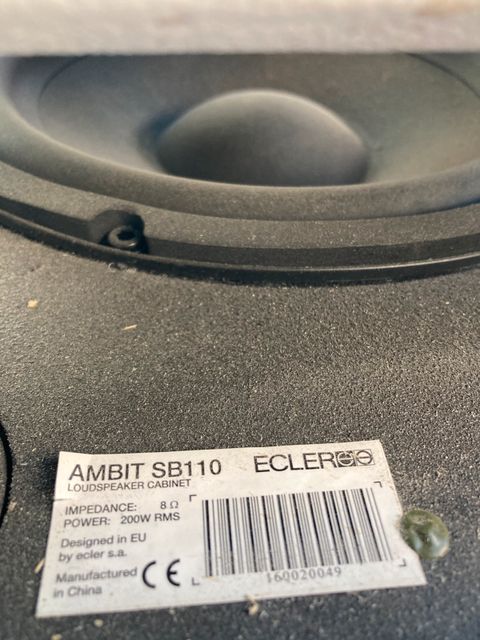 AMBIT SB110 ECLER
LOUDSPEAKER CABINET
IMPEDANCE: 8 Ω
POWER: 200W RMS
Designed in EU
by ecler s.a.
Manufactured
in China
CE
160020049